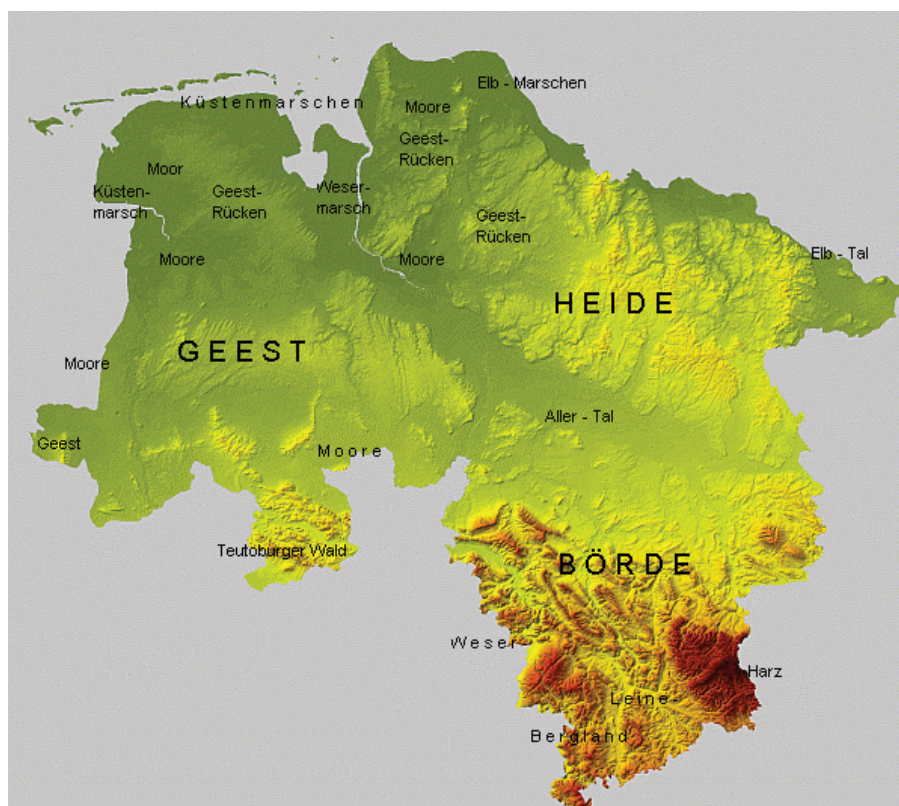 Elb - Marschen
Küstenmarschen
Moore
Geest-
Rücken
Moor
Küsten-
marsch
Geest-
Rücken
Weser-
marsch
Geest-
Rücken
Moore
Moore
Elb - Tal
HEIDE
GEEST
Moore
Aller - Tal
Geest
Moore
Teutoburger Wald
BÖRDE
Weser-
Harz
Leine-
Bergland